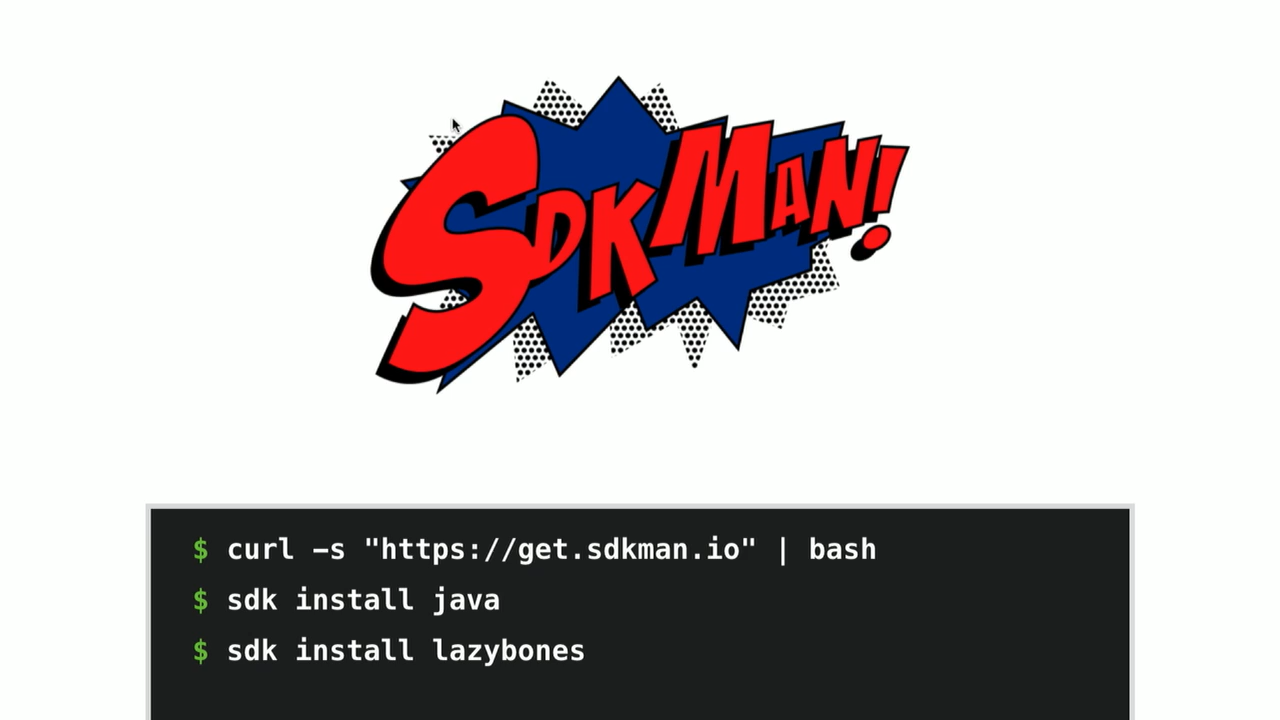 SDKMAN!
$ curl -s "https://get.sdkman.io" | bash
$ sdk install java
$ sdk install lazybones